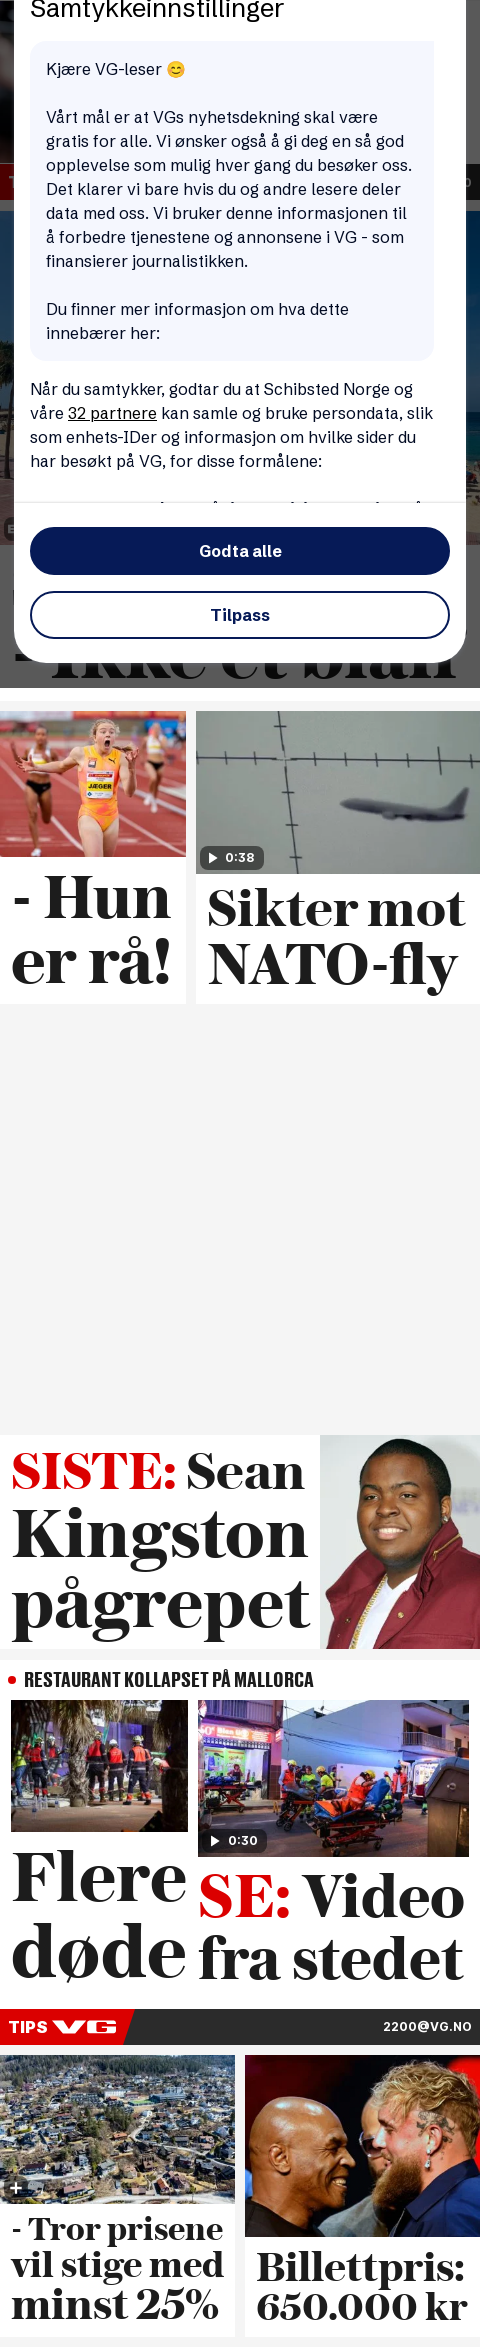 Samtykkeinnstillinger
Kjære VG-leser 😊
Vårt mål er at VGs nyhetsdekning skal være
gratis for alle. Vi ønsker også å gi deg en så god
opplevelse som mulig hver gang du besøker oss.
Det klarer vi bare hvis du og andre lesere deler
data med oss. Vi bruker denne informasjonen til
å forbedre tjenestene og annonsene i VG - som
finansierer journalistikken.
Du finner mer informasjon om hva dette
innebærer her:
Når du samtykker, godtar du at Schibsted Norge og
våre 32 partnere kan samle og bruke persondata, slik
som enhets-IDer og informasjon om hvilke sider du
har besøkt på VG, for disse formålene:
Godta alle
Tilpass
JÆGER
0:38
- Hun
er rå!
Sikter mot
NATO-fly
SISTE: Sean
Kingston
pågrepet
RESTAURANT KOLLAPSET PÅ MALLORCA
0:30
Flere
døde
SE: Video
fra stedet
TIPS VG
2200@VG.NO
- Tror prisene
vil stige med
minst 25%
Billettpris:
650.000 kr